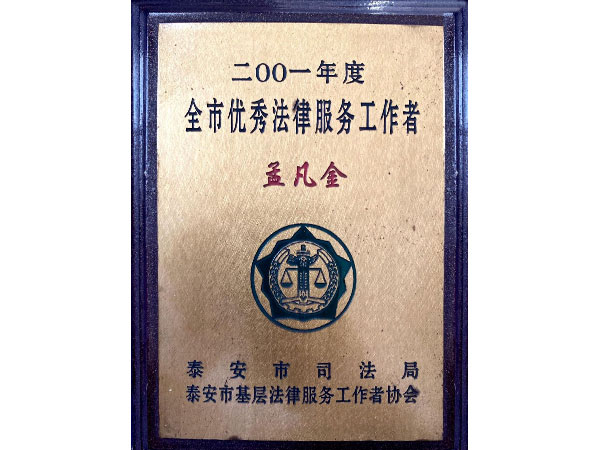 二〇〇一年度
全市优秀法律服务工作者
孟凡金
泰安市司法局
泰安市基层法律服务工作者协会